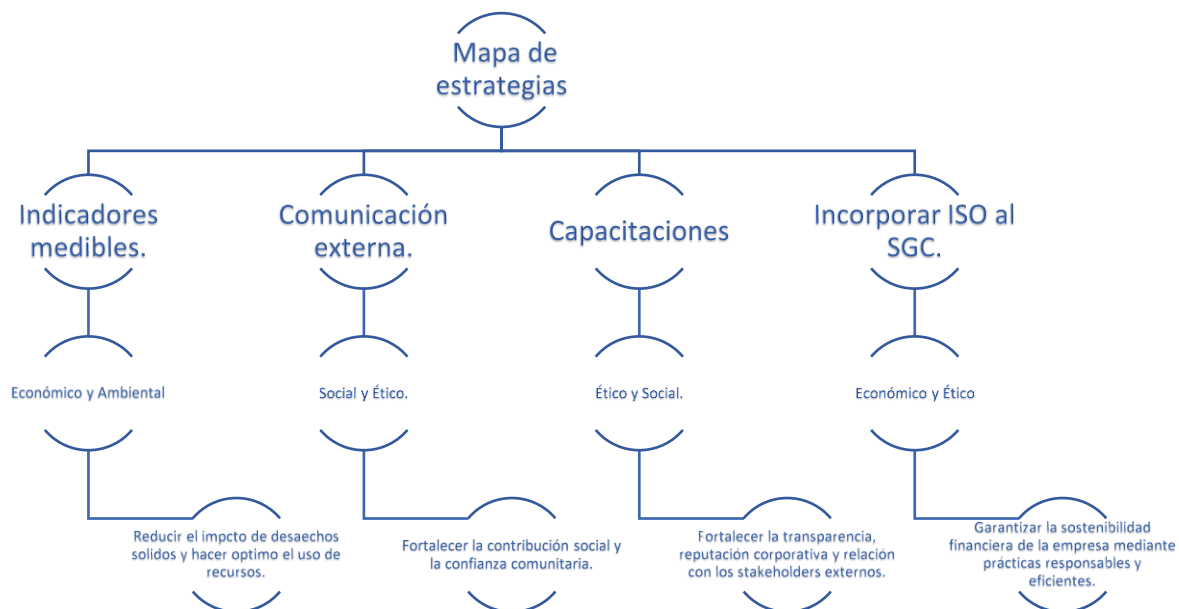 Mapa de
estrategias
Indicadores
medibles.
Comunicación
externa.
Capacitaciones
Incorporar ISO al
SGC.
Económico y Ambiental
Social y Ético.
Ético y Social.
Económico y Ético
Reducir el impcto de desaechos
solidos y hacer optimo el uso de
recursos.
Fortalecer la contribución social y
la confianza comunitaria.
Fortalecer la transparencia,
reputación corporativa y relación
con los stakeholders externos.
Garantizar la sostenibilidad
financiera de la empresa mediante
prácticas responsables y
eficientes.